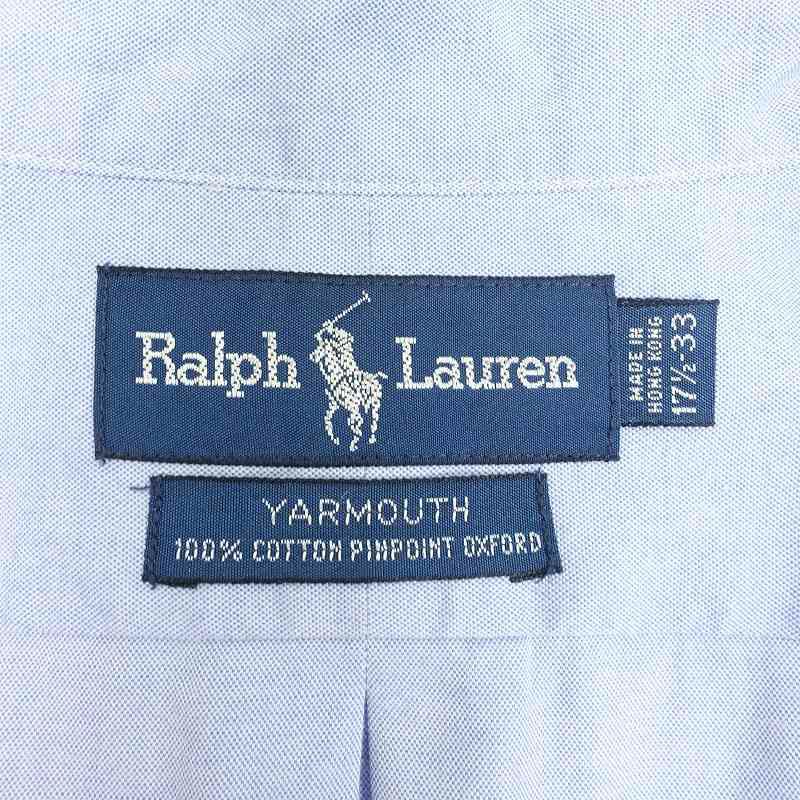 Ralph Lauren
MADE IN
HONG KONG
17½-33
YARMOUTH
100% COTTON PINPOINT OXFORD